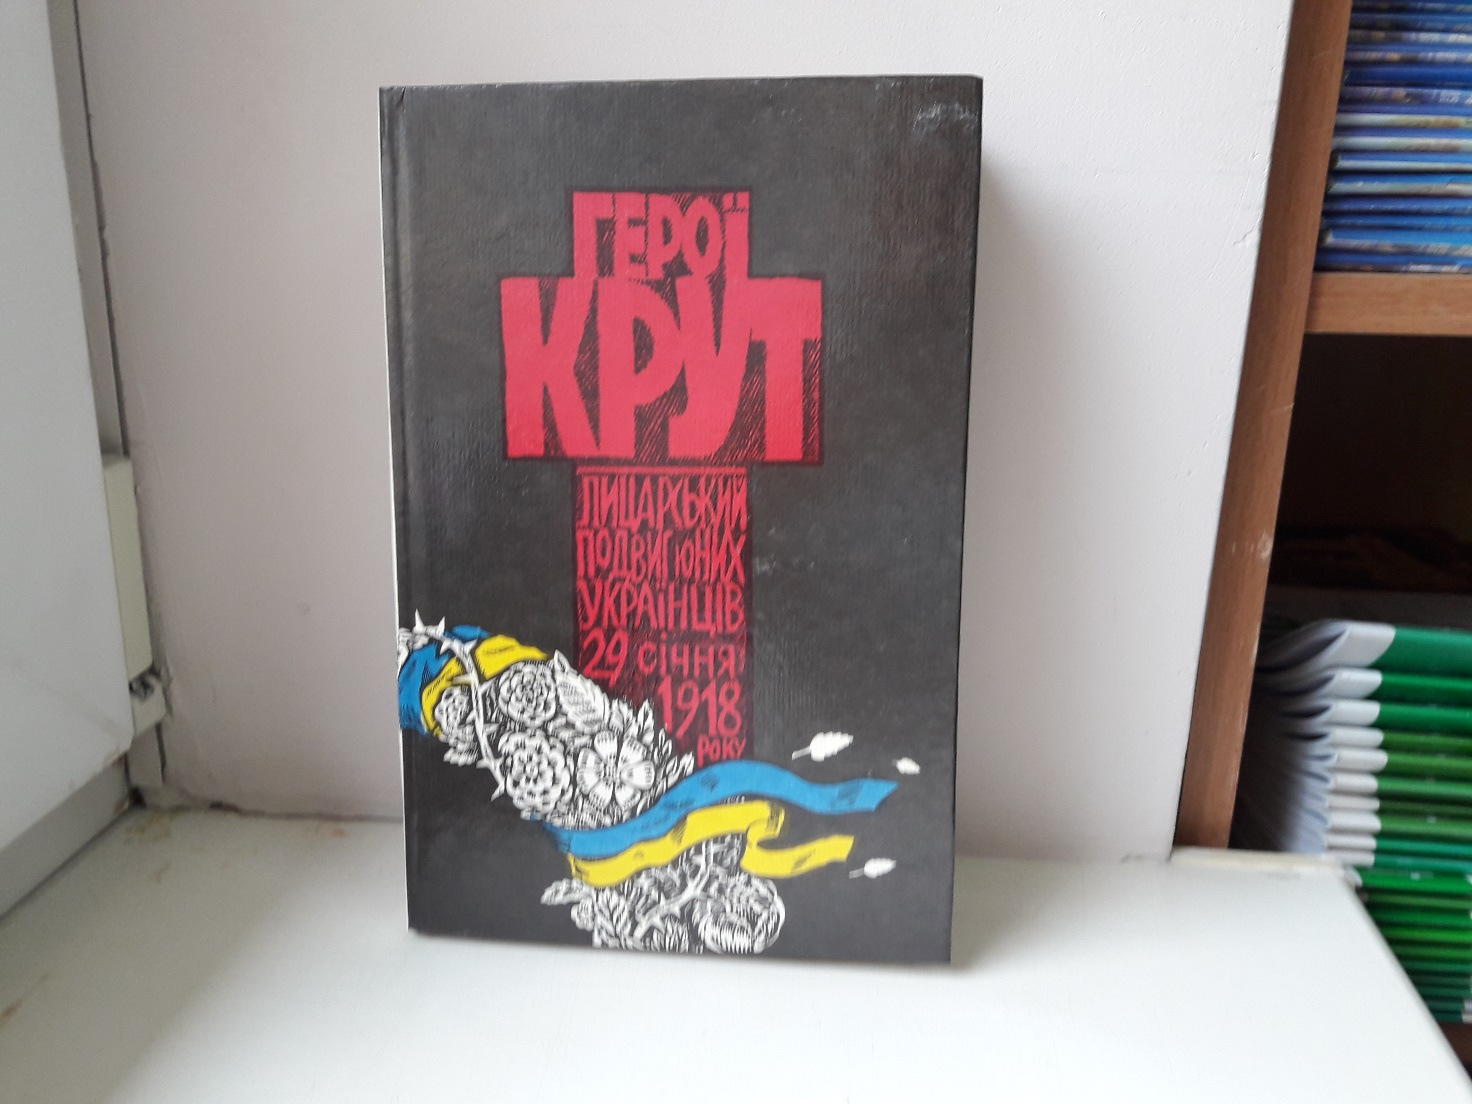 ГЕРОЇ
КРУТ
ЛИЦАРСЬКИЙ
ПОДВИГ ЮНИХ
УКРАЇНЦІВ
29 СІЧНЯ
1918
РОКУ